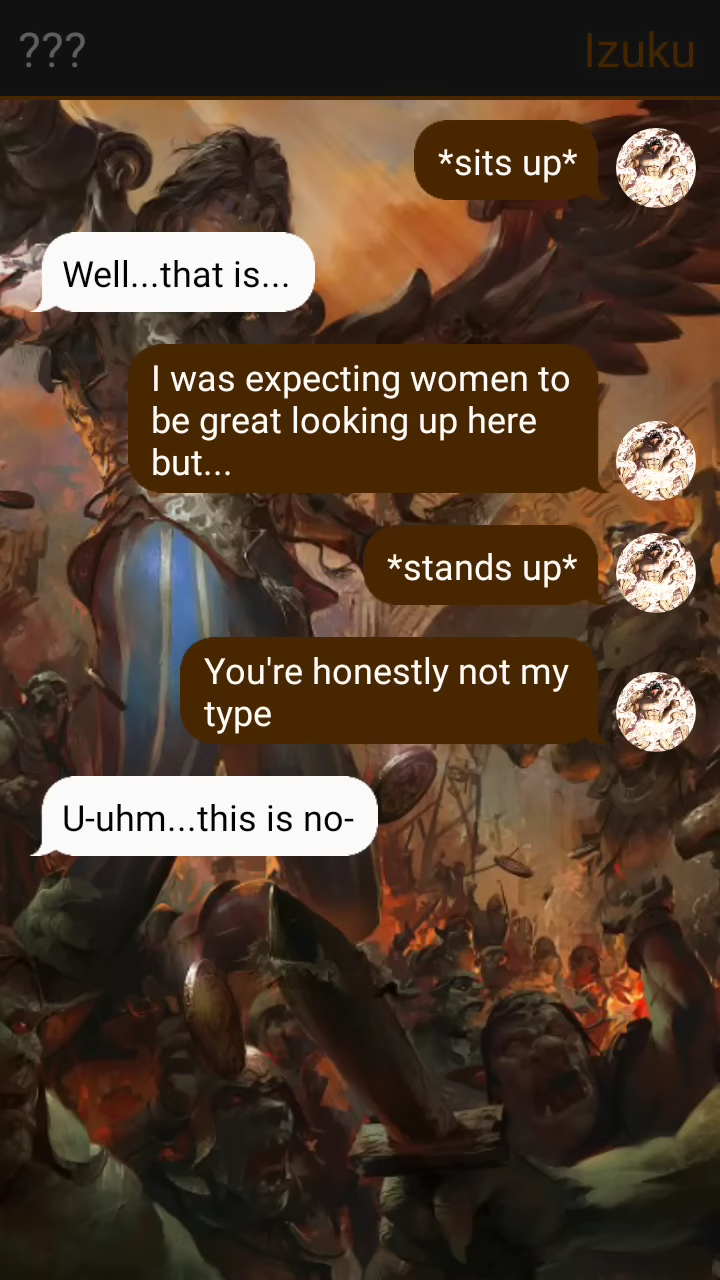 ???
Izuku
*sits up*
Well...that is...
I was expecting women to
be great looking up here
but...
*stands up*
You're honestly not my
type
U-uhm...this is no-